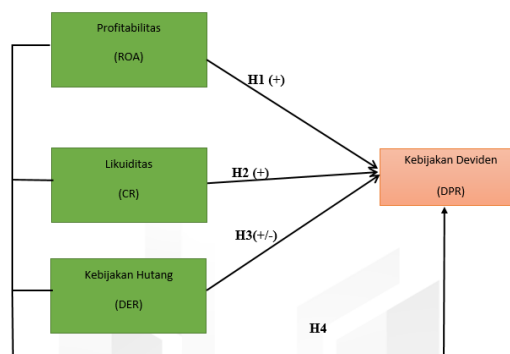 Profitabilitas
(ROA)
H1 (+)
Likuiditas
(CR)
H2 (+)
Kebijakan Deviden
(DPR)
H3(+/-)
Kebijakan Hutang
(DER)
H4